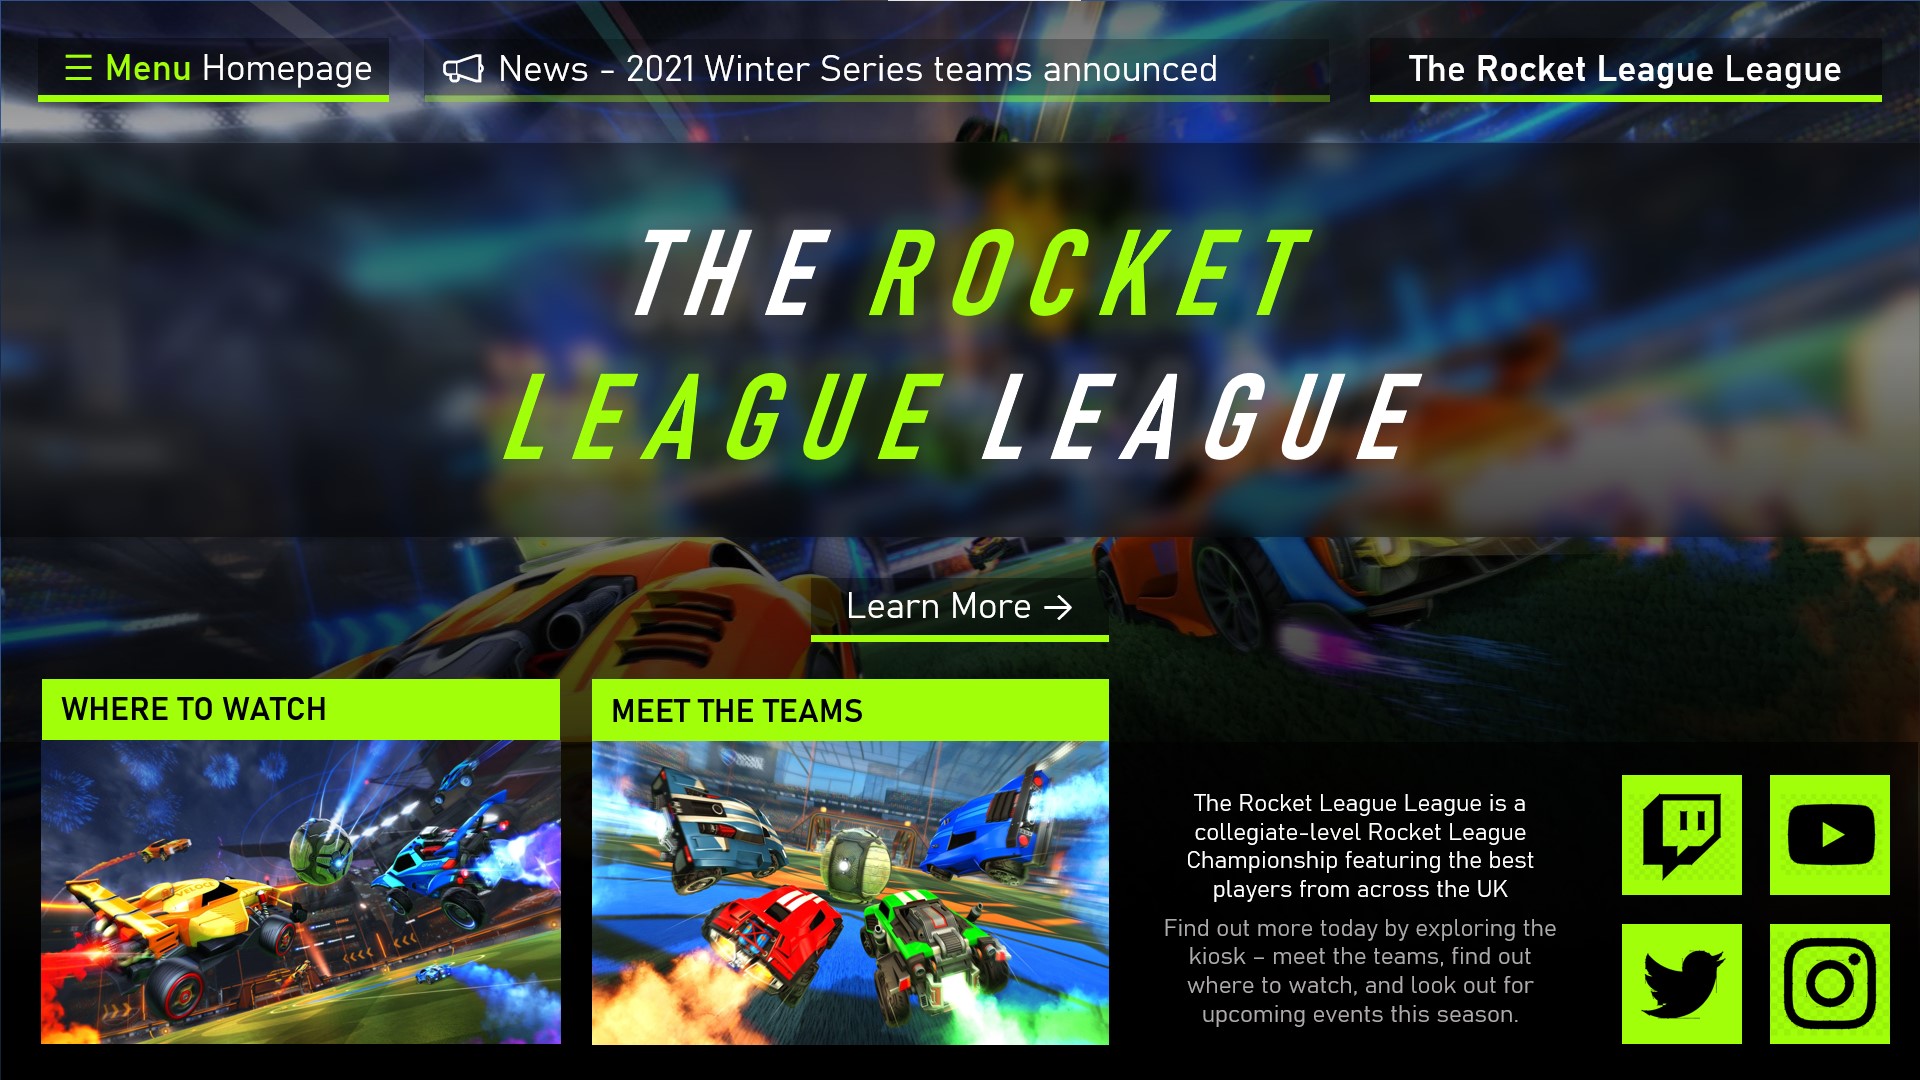 ☰ Menu Homepage
News - 2021 Winter Series teams announced
The Rocket League League
THE ROCKET
LEAGUE LEAGUE
Learn More →
WHERE TO WATCH
MEET THE TEAMS
The Rocket League League is a
collegiate-level Rocket League
Championship featuring the best
players from across the UK
Find out more today by exploring the
kiosk – meet the teams, find out
where to watch, and look out for
upcoming events this season.